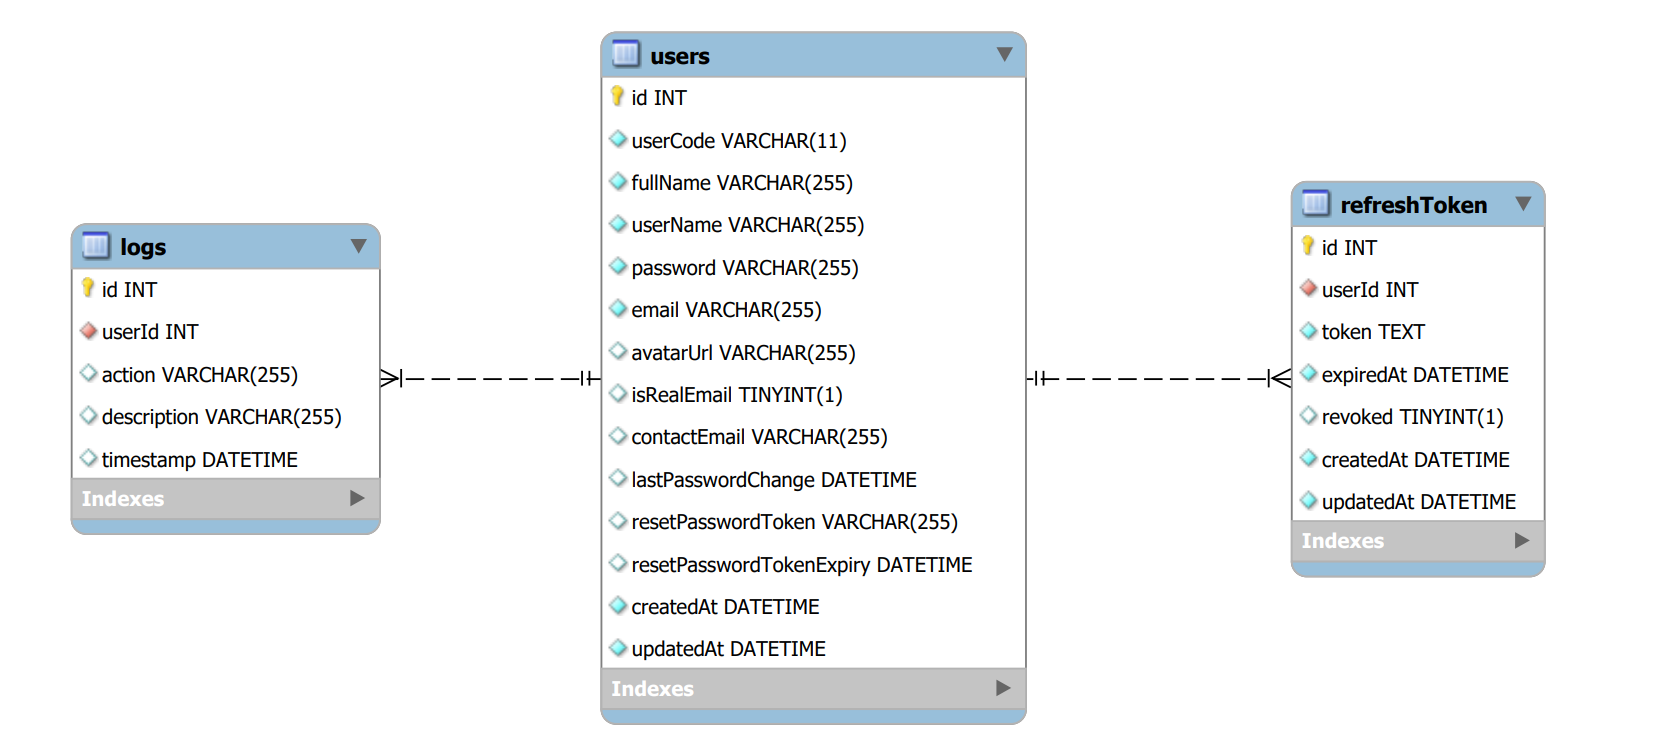 logs
id INT
userId INT
action VARCHAR(255)
description VARCHAR(255)
timestamp DATETIME
Indexes
users
id INT
userCode VARCHAR(11)
fullName VARCHAR(255)
userName VARCHAR(255)
password VARCHAR(255)
email VARCHAR(255)
avatarUrl VARCHAR(255)
isRealEmail TINYINT(1)
contactEmail VARCHAR(255)
lastPasswordChange DATETIME
resetPasswordToken VARCHAR(255)
resetPasswordTokenExpiry DATETIME
createdAt DATETIME
updatedAt DATETIME
Indexes
refreshToken
id INT
userId INT
token TEXT
expiredAt DATETIME
revoked TINYINT(1)
createdAt DATETIME
updatedAt DATETIME
Indexes